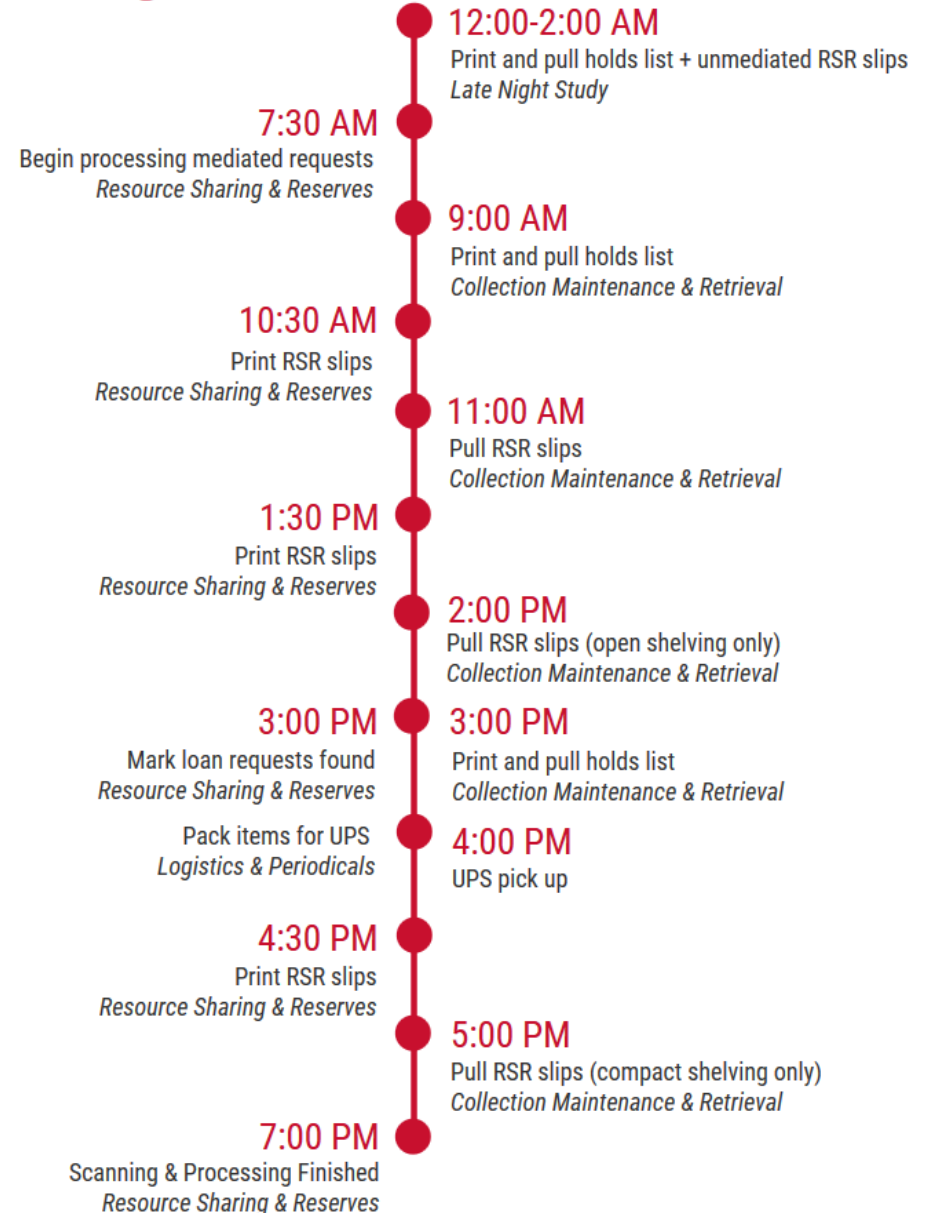 12:00-2:00 AM
Print and pull holds list + unmediated RSR slips
Late Night Study
7:30 AM
Begin processing mediated requests
Resource Sharing & Reserves
9:00 AM
Print and pull holds list
Collection Maintenance & Retrieval
10:30 AM
Print RSR slips
Resource Sharing & Reserves
11:00 AM
Pull RSR slips
Collection Maintenance & Retrieval
1:30 PM
Print RSR slips
Resource Sharing & Reserves
2:00 PM
Pull RSR slips (open shelving only)
Collection Maintenance & Retrieval
3:00 PM
Mark loan requests found
Resource Sharing & Reserves
3:00 PM
Print and pull holds list
Collection Maintenance & Retrieval
Pack items for UPS
Logistics & Periodicals
4:00 PM
UPS pick up
4:30 PM
Print RSR slips
Resource Sharing & Reserves
5:00 PM
Pull RSR slips (compact shelving only)
Collection Maintenance & Retrieval
7:00 PM
Scanning & Processing Finished
Resource Sharing & Reserves